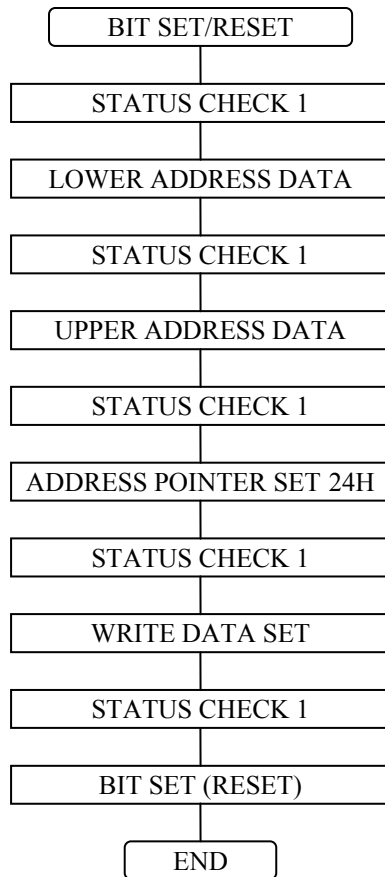 BIT SET/RESET
STATUS CHECK 1
LOWER ADDRESS DATA
STATUS CHECK 1
UPPER ADDRESS DATA
STATUS CHECK 1
ADDRESS POINTER SET 24H
STATUS CHECK 1
WRITE DATA SET
STATUS CHECK 1
BIT SET (RESET)
END